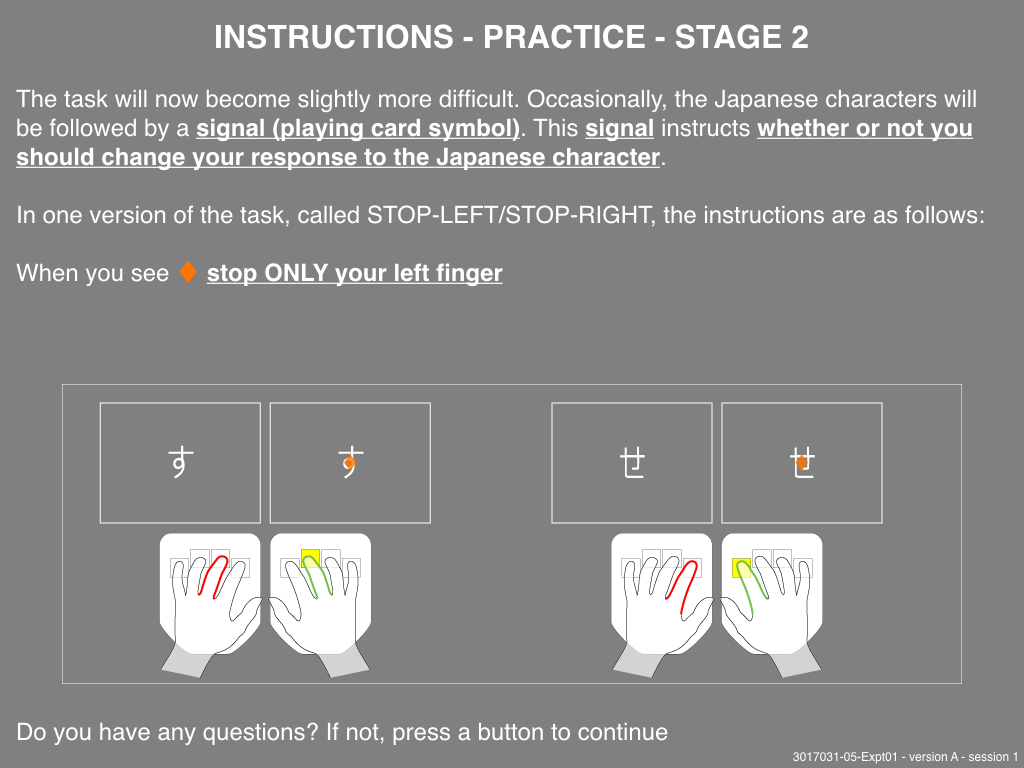 INSTRUCTIONS - PRACTICE - STAGE 2
The task will now become slightly more difficult. Occasionally, the Japanese characters will
be followed by a signal (playing card symbol). This signal instructs whether or not you
should change your response to the Japanese character.
In one version of the task, called STOP-LEFT/STOP-RIGHT, the instructions are as follows:
When you see ♦ stop ONLY your left finger
す す せ せ
Do you have any questions? If not, press a button to continue
3017031-05-Expt01 - version A - session 1